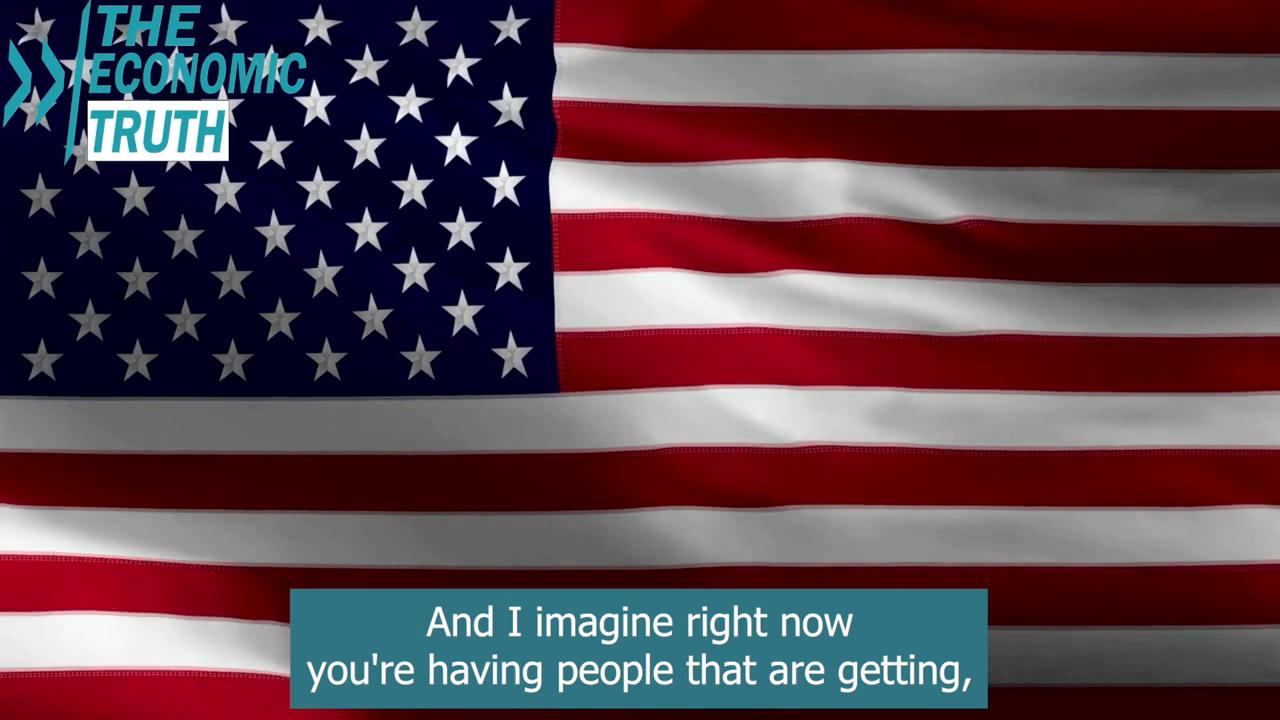 THE
ECONOMIC
TRUTH
And I imagine right now
you're having people that are getting,